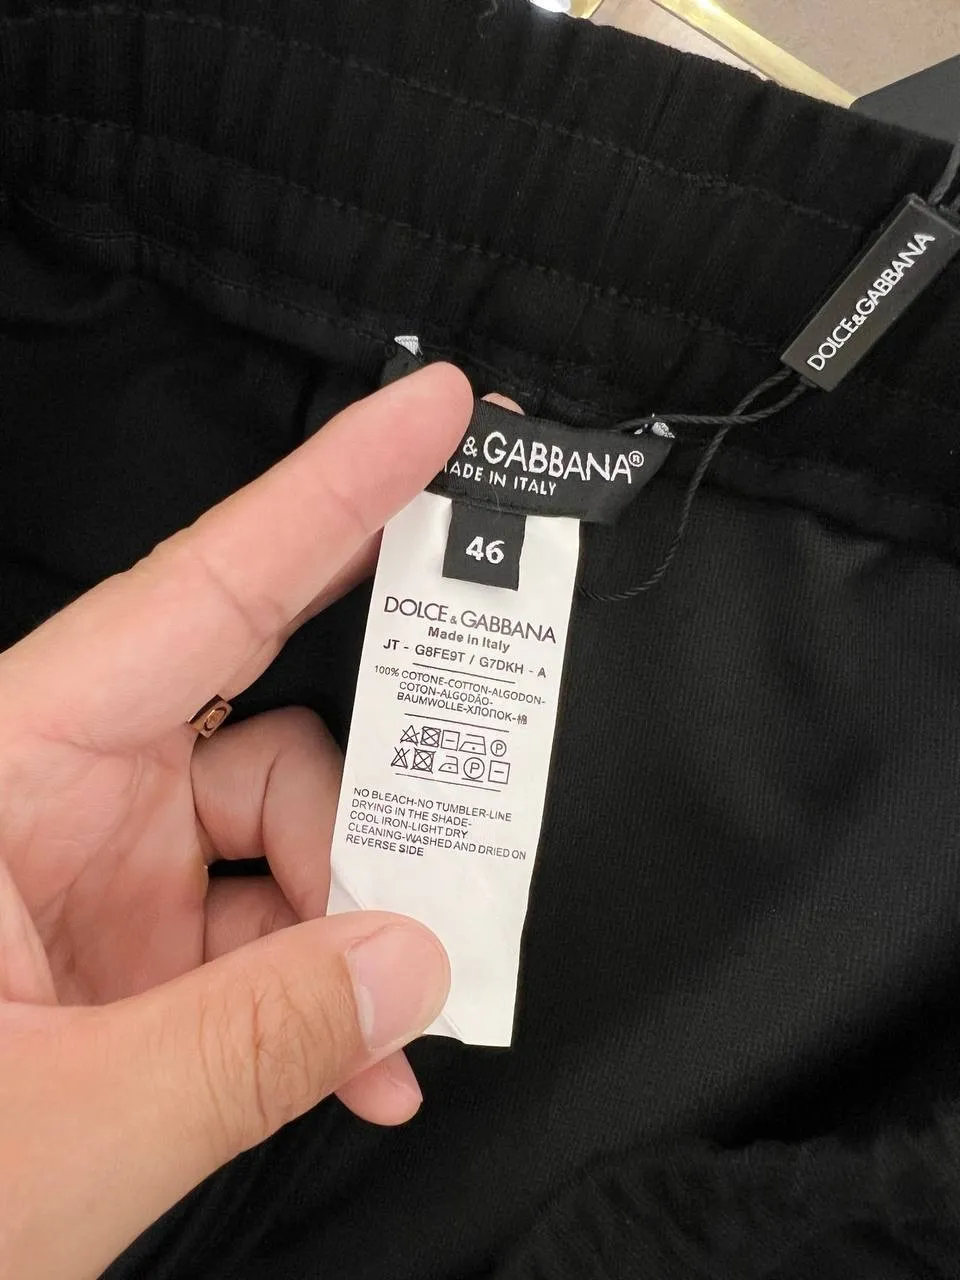 DOLCE&GABBANA
& GABBANA®
MADE IN ITALY
46
DOLCE & GABBANA
Made in Italy
JT - G8FE9T / G7DKH - A
100% COTONE-COTTON-ALGODON-
COTON-ALGODÃO-
BAUMWOLLE-ХЛОПОК-棉
NO BLEACH-NO TUMBLER-LINE
DRYING IN THE SHADE-
COOL IRON-LIGHT DRY
CLEANING-WASHED AND DRIED ON
REVERSE SIDE